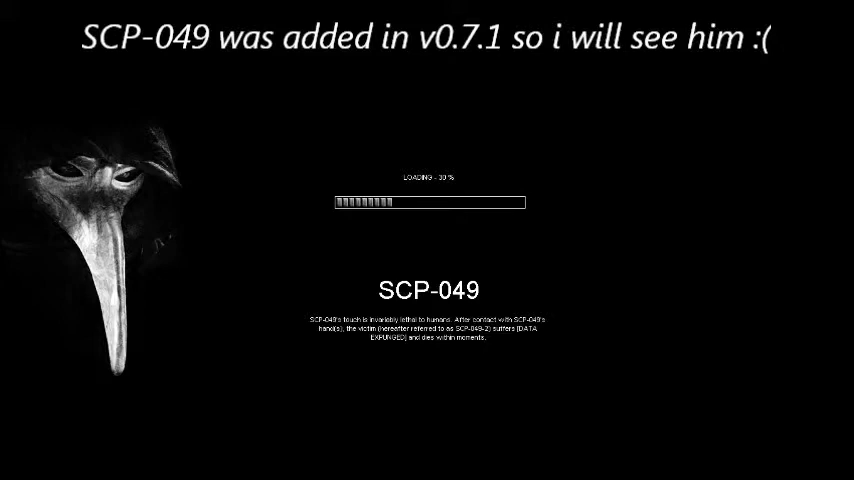 SCP-049 was added in v0.7.1 so i will see him :(
LOADING - 30 %
SCP-049
SCP-049's touch is invariably lethal to humans. After contact with SCP-049's
hand(s), the victim (hereafter referred to as SCP-049-2) suffers [DATA
EXPUNGED] and dies within moments.